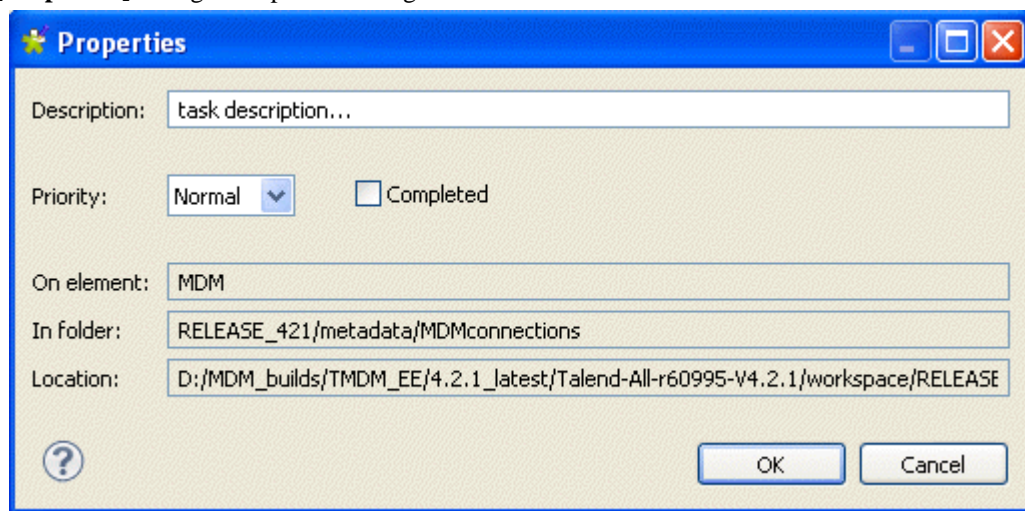 Properties
Description: task description...
Priority: Normal Completed
On element: MDM
In folder: RELEASE_421/metadata/MDMconnections
Location: D:/MDM_builds/TMDM_EE/4.2.1_latest/Talend-All-r60995-V4.2.1/workspace/RELEASE
? OK Cancel